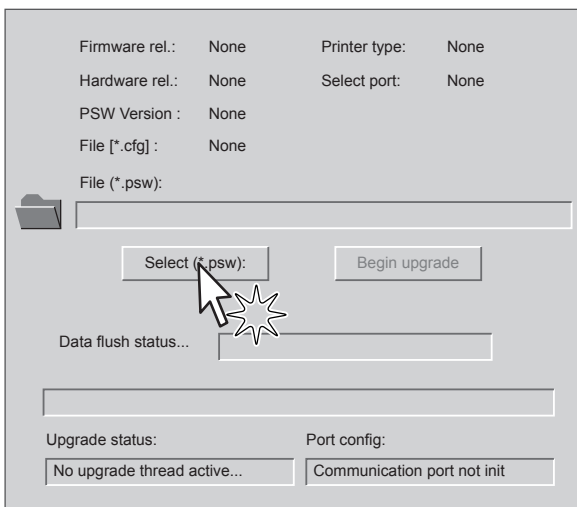 Firmware rel.: None Printer type: None
Hardware rel.: None Select port: None
PSW Version : None
File [*.cfg] : None
File (*.psw):
Select (*.psw): Begin upgrade
Data flush status...
Upgrade status: Port config:
No upgrade thread active... Communication port not init